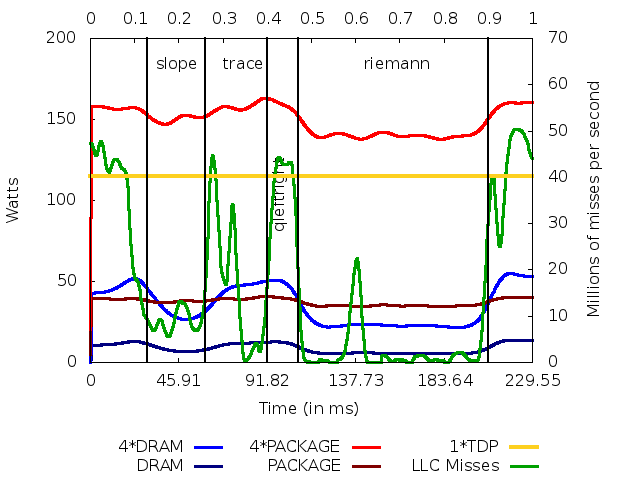 0 0.1 0.2 0.3 0.4 0.5 0.6 0.7 0.8 0.9 1
200 70
slope trace riemann
60
150
50
qleftright
40
100
Watts
Millions of misses per second
30
50
20
10
0 0
0 45.91 91.82 137.73 183.64 229.55
Time (in ms)
4*DRAM 4*PACKAGE 1*TDP
DRAM PACKAGE LLC Misses